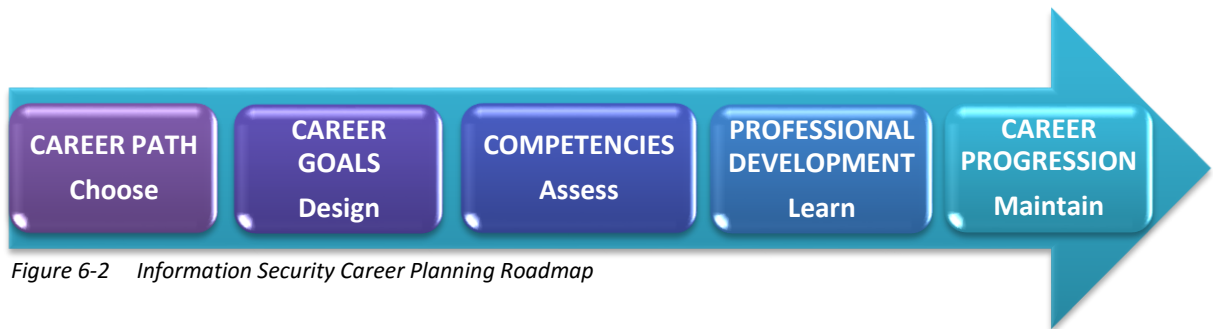 CAREER PATH
Choose
CAREER
GOALS
Design
COMPETENCIES
Assess
PROFESSIONAL
DEVELOPMENT
Learn
CAREER
PROGRESSION
Maintain
Figure 6-2 Information Security Career Planning Roadmap